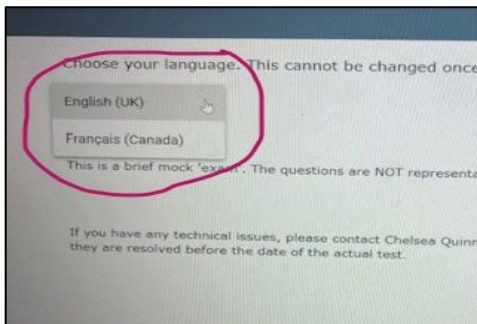 Choose your language. This cannot be changed once
English (UK)
Français (Canada)
This is a brief mock 'exam'. The questions are NOT
If you have any technical issues, please contact Chelsea
they are resolved before the date of the actual test.